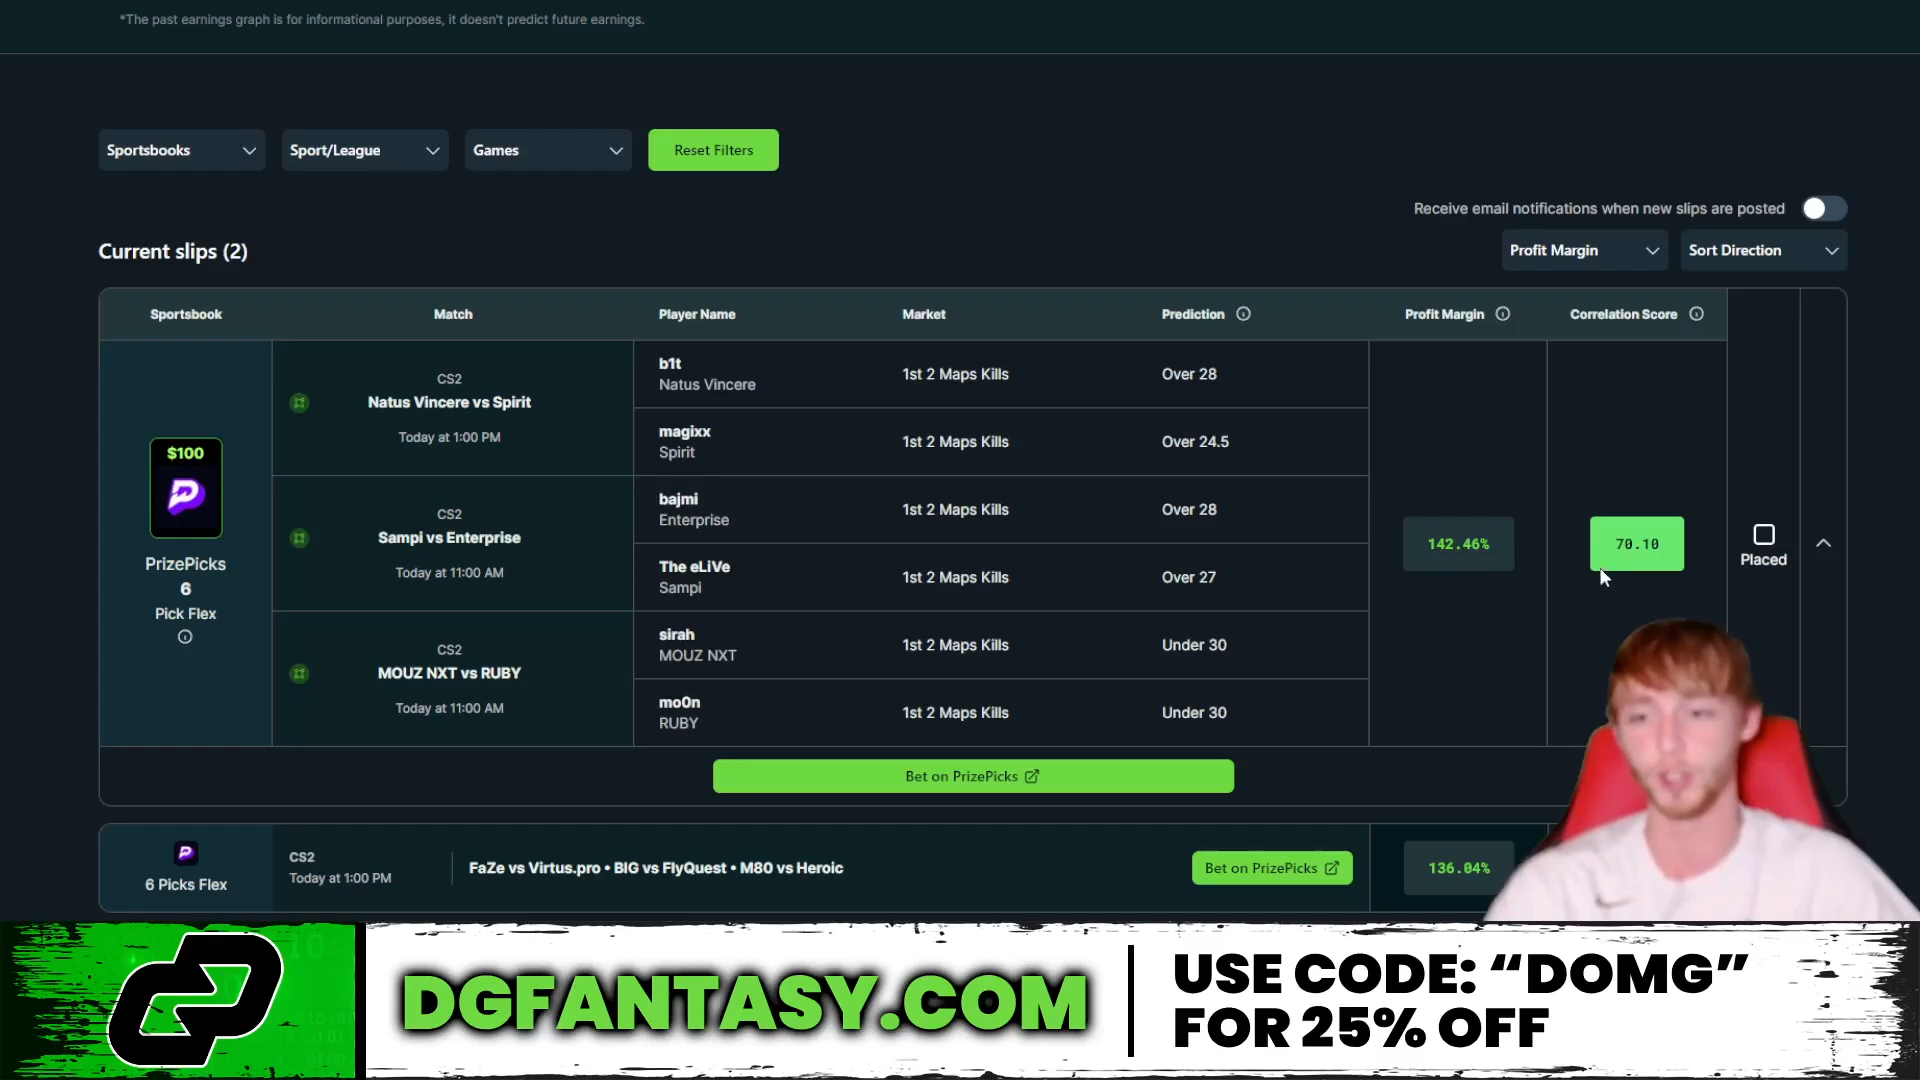 *The past earnings graph is for informational purposes, it doesn't predict future earnings.
Sportsbooks
Sport/League
Games
Reset Filters
Receive email notifications when new slips are posted
Current slips (2)
Profit Margin
Sort Direction
Sportsbook
Match
Player Name
Market
Prediction
Profit Margin
Correlation Score
$100
PrizePicks
6
Pick Flex
CS2
Natus Vincere vs Spirit
Today at 1:00 PM
b1t
Natus Vincere
1st 2 Maps Kills
Over 28
magixx
Spirit
1st 2 Maps Kills
Over 24.5
CS2
Sampi vs Enterprise
Today at 11:00 AM
bajmi
Enterprise
1st 2 Maps Kills
Over 28
The eLiVe
Sampi
1st 2 Maps Kills
Over 27
CS2
MOUZ NXT vs RUBY
Today at 11:00 AM
sirah
MOUZ NXT
1st 2 Maps Kills
Under 30
mo0n
RUBY
1st 2 Maps Kills
Under 30
142.46%
70.10
Placed
Bet on PrizePicks
6 Picks Flex
CS2
Today at 1:00 PM
FaZe vs Virtus.pro • BIG vs FlyQuest • M80 vs Heroic
Bet on PrizePicks
136.04%
DGFANTASY.COM
USE CODE: “DOMG”
FOR 25% OFF